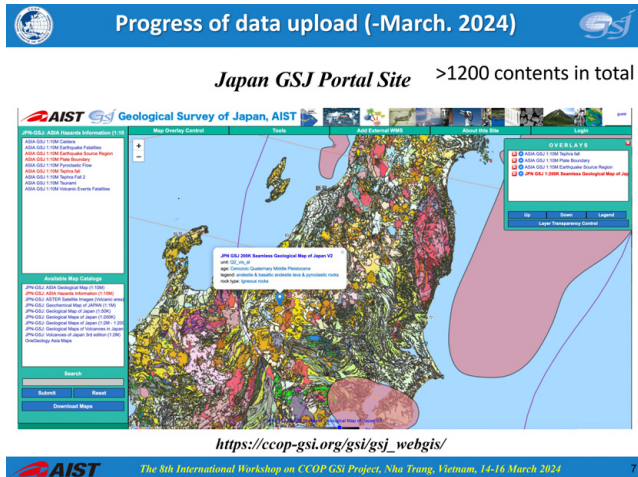 Progress of data upload (-March. 2024)
Japan GSJ Portal Site
>1200 contents in total
AIST GSJ Geological Survey of Japan, AIST
guest
JPN-GSJ: ASIA Hazards Information (1:10
Map Overlay Control
Tools
Add External WMS
About this Site
Login
ASIA GSJ 1:10M Caldera
ASIA GSJ 1:10M Earthquake Fatalities
ASIA GSJ 1:10M Earthquake Source Region
ASIA GSJ 1:10M Plate Boundary
ASIA GSJ 1:10M Pyroclastic Flow
ASIA GSJ 1:10M Tephra fall
ASIA GSJ 1:10M Tephra Fall 2
ASIA GSJ 1:10M Tsunami
ASIA GSJ 1:10M Volcanic Events Fatalities
+
−
OVERLAYS
ASIA GSJ 1:10M Tephra fall
ASIA GSJ 1:10M Plate Boundary
ASIA GSJ 1:10M Earthquake Source Region
JPN GSJ 1:200K Seamless Geological Map of Jap
Up
Down
Legend
Layer Transparency Control
JPN GSJ 200K Seamless Geological Map of Japan V2
unit: Q2_vis_al
age: Cenozoic Quaternary Middle Pleistocene
legend: andesite & basaltic andesite lava & pyroclastic rocks
rock type: Igneous rocks
Available Map Catalogs
JPN-GSJ: ASIA Geological Map (1:10M)
JPN-GSJ: ASIA Hazards Information (1:10M)
JPN-GSJ: ASTER Satellite Images (Volcano area)
JPN-GSJ: Geochemical Map of JAPAN (1:1M)
JPN-GSJ: Geological Map of Japan (1:50K)
JPN-GSJ: Geological Map of Japan (1:200K)
JPN-GSJ: Geological Maps of Japan (1:2M - 1:200
JPN-GSJ: Geological Maps of Volcanoes in Japan
JPN-GSJ: Volcanoes of Japan 3rd edition (1:2M)
OneGeology Asia Maps
Search
Submit
Reset
Download Maps
Geological Map of Japan V2
https://ccop-gsi.org/gsi/gsj_webgis/
AIST
The 8th International Workshop on CCOP GSi Project, Nha Trang, Vietnam, 14-16 March 2024
7